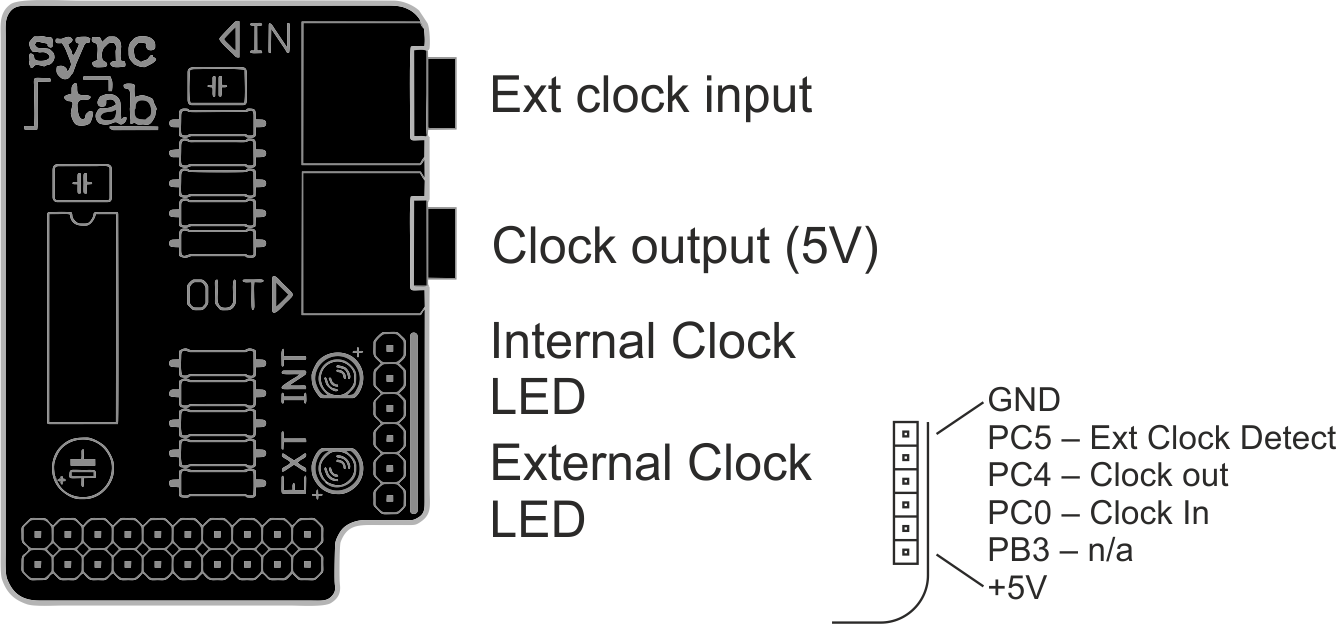 sync
tab
IN
Ext clock input
Clock output (5V)
OUT
INT
Internal Clock
LED
EXT
External Clock
LED
+
+
+
GND
PC5 – Ext Clock Detect
PC4 – Clock out
PC0 – Clock In
PB3 – n/a
+5V